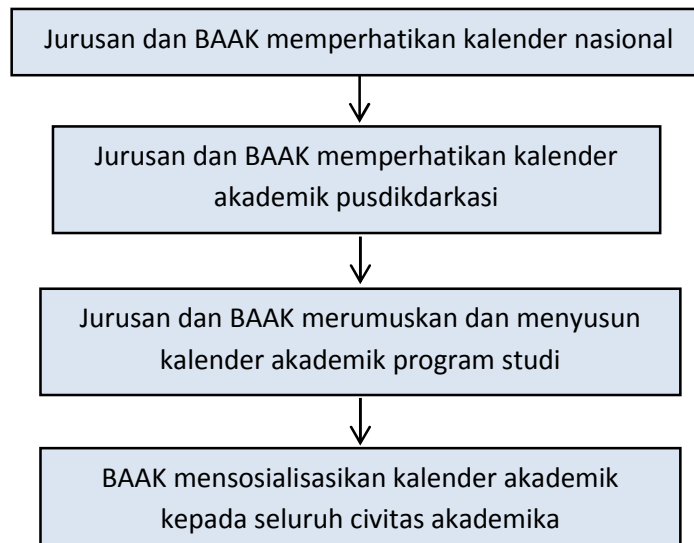 Jurusan dan BAAK memperhatikan kalender nasional
Jurusan dan BAAK memperhatikan kalender
akademik pusdikdarkasi
Jurusan dan BAAK merumuskan dan menyusun
kalender akademik program studi
BAAK mensosialisasikan kalender akademik
kepada seluruh civitas akademika